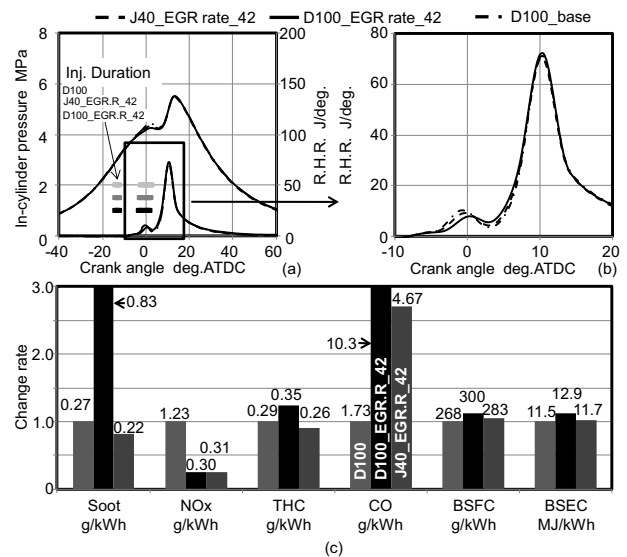 J40_EGR rate_42 D100_EGR rate_42 D100_base
(a) 8 200 (b) 80
Inj. Duration
D100
J40_EGR.R_42
D100_EGR.R_42
6 150 60
4 100 40
2 50 20
0 0 0
In-cylinder pressure MPa
R.H.R. J/deg.
R.H.R. J/deg.
-40 -20 0 20 40 60
Crank angle deg.ATDC (a)
-10 0 10 20
Crank angle deg.ATDC (b)
Change rate
3.0
2.0
1.0
0
0.27 0.83 0.22
1.23 0.30 0.31
0.29 0.35 0.26
1.73 10.3 4.67
268 300 283
11.5 12.9 11.7
D100
D100_EGR.R_42
J40_EGR.R_42
Soot NOx THC CO BSFC BSEC
g/kWh g/kWh g/kWh g/kWh g/kWh MJ/kWh
(c)